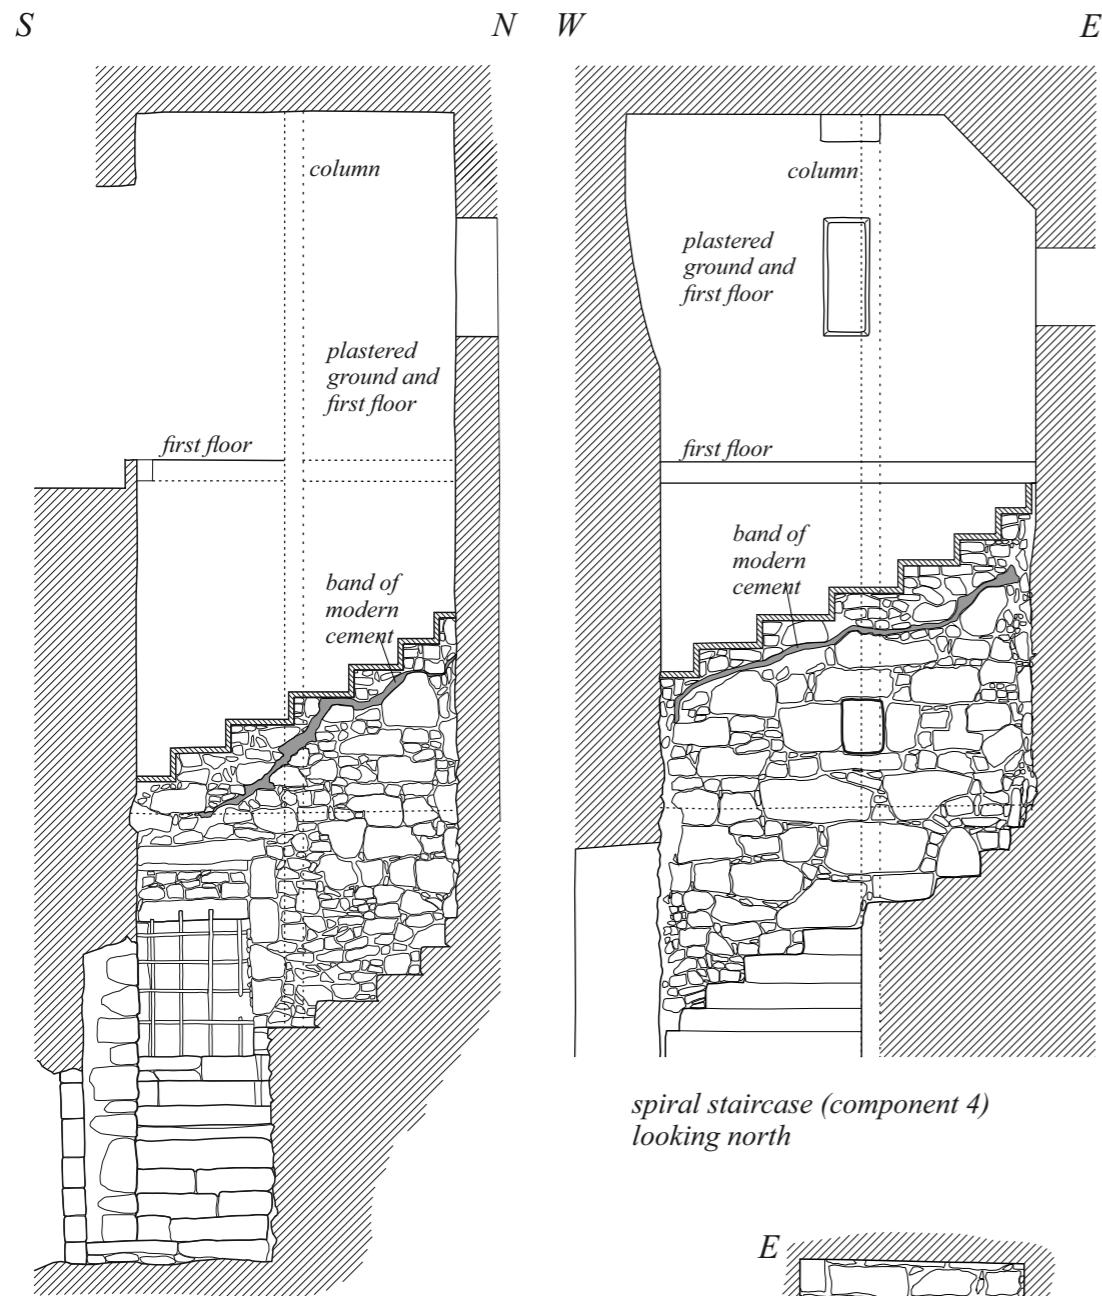 S
N
W
E
column
plastered
ground and
first floor
first floor
band of
modern
cement
column
plastered
ground and
first floor
first floor
band of
modern
cement
spiral staircase (component 4)
looking north
E